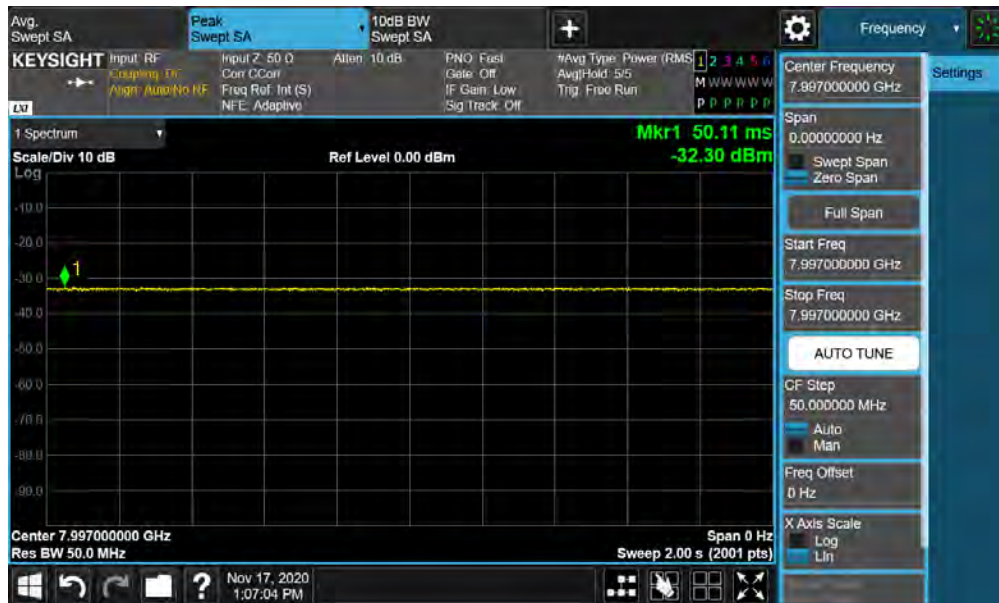 Avg.
Swept SA
Peak
Swept SA
10dB BW
Swept SA
+
Frequency
KEYSIGHT
Input: RF
Coupling: DC
Align: Auto/No RF
Input Z: 50 Ω
Corr CCorr
Freq Ref: Int (S)
NFE: Adaptive
Atten: 10 dB
PNO: Fast
Gate: Off
IF Gain: Low
Sig Track: Off
#Avg Type: Power (RMS
Avg|Hold: 5/5
Trig: Free Run
1 2 3 4 5 6
M W W W W W
P P P P P P
LXI
1 Spectrum
Scale/Div 10 dB
Ref Level 0.00 dBm
Mkr1 50.11 ms
-32.30 dBm
Log
-10.0
-20.0
1
-30.0
-40.0
-50.0
-60.0
-70.0
-80.0
-90.0
Center 7.997000000 GHz
Res BW 50.0 MHz
Span 0 Hz
Sweep 2.00 s (2001 pts)
?
Nov 17, 2020
1:07:04 PM
Center Frequency
7.997000000 GHz
Settings
Span
0.00000000 Hz
Swept Span
Zero Span
Full Span
Start Freq
7.997000000 GHz
Stop Freq
7.997000000 GHz
AUTO TUNE
CF Step
50.000000 MHz
Auto
Man
Freq Offset
0 Hz
X Axis Scale
Log
Lin